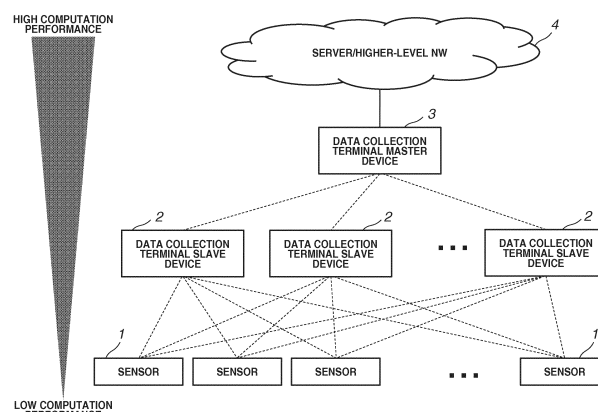 HIGH COMPUTATION
PERFORMANCE
4
SERVER/HIGHER-LEVEL NW
3
DATA COLLECTION
TERMINAL MASTER
DEVICE
2
DATA COLLECTION
TERMINAL SLAVE
DEVICE
2
DATA COLLECTION
TERMINAL SLAVE
DEVICE
2
DATA COLLECTION
TERMINAL SLAVE
DEVICE
1
SENSOR
SENSOR
SENSOR
1
SENSOR
LOW COMPUTATION
PERFORMANCE